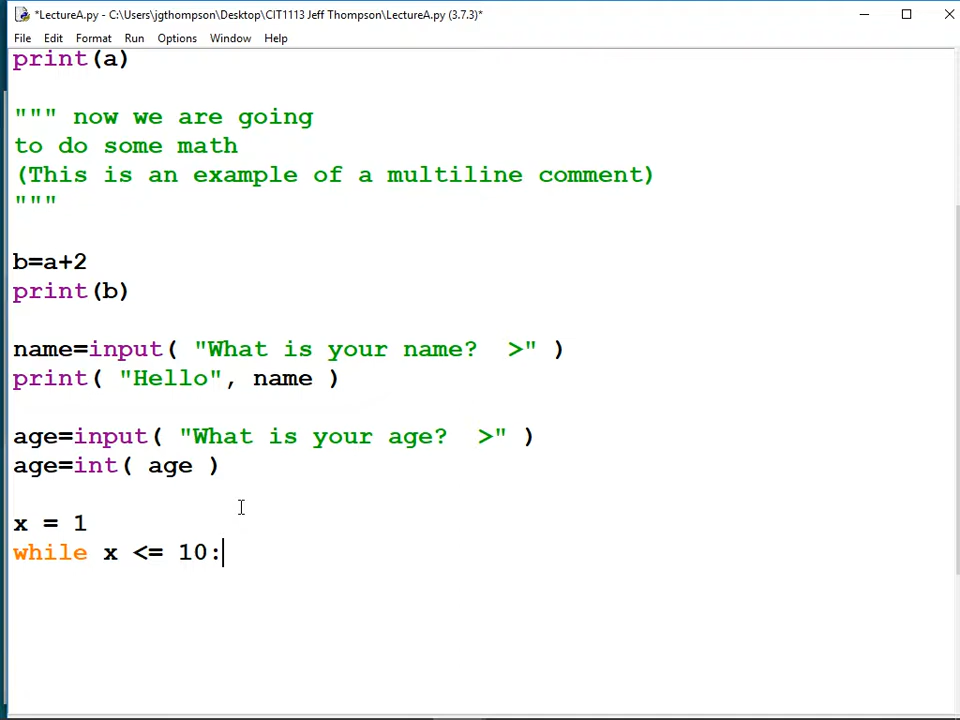 *LectureA.py - C:\Users\jgthompson\Desktop\CIT1113 Jeff Thompson\LectureA.py (3.7.3)*
File Edit Format Run Options Window Help
print(a)
""" now we are going
to do some math
(This is an example of a multiline comment)
"""
b=a+2
print(b)
name=input( "What is your name?  >" )
print( "Hello", name )
age=input( "What is your age?  >" )
age=int( age )
x = 1
while x <= 10: